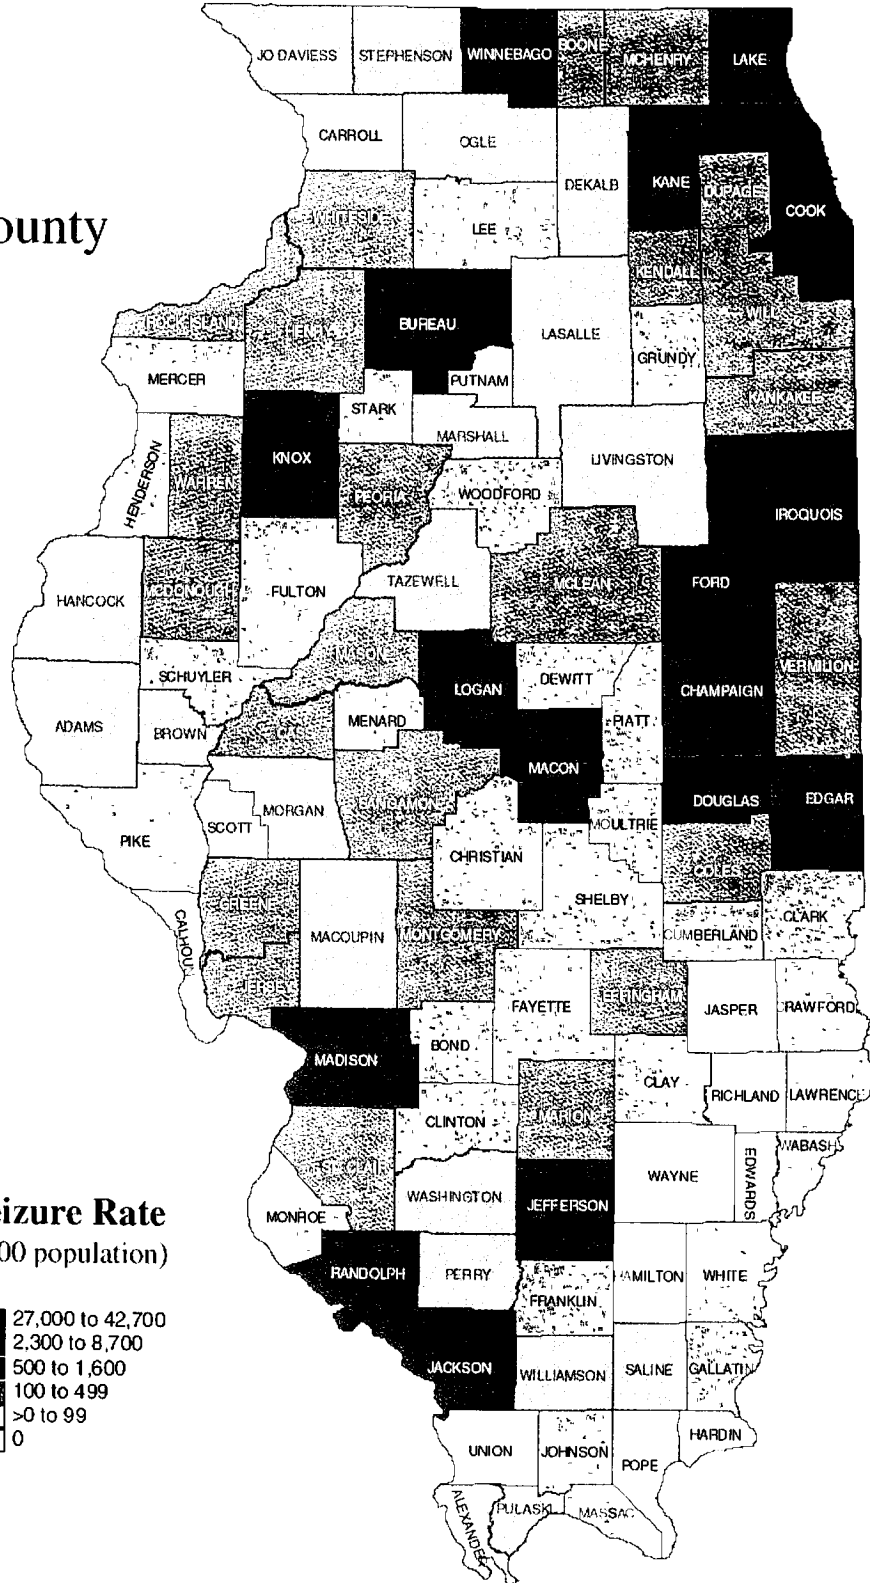 JO DAVIESS
STEPHENSON
WINNEBAGO
BOONE
MCHENRY
LAKE
CARROLL
OGLE
DEKALB
KANE
DUPAGE
COOK
ounty
WHITESIDE
LEE
KENDALL
ROCK ISLAND
HENRY
BUREAU
LASALLE
GRUNDY
WILL
MERCER
PUTNAM
STARK
KANKAKEE
MARSHALL
HENDERSON
WARREN
KNOX
PEORIA
WOODFORD
LIVINGSTON
IROQUOIS
HANCOCK
MCDONOUGH
FULTON
TAZEWELL
MCLEAN
FORD
SCHUYLER
MASON
LOGAN
DEWITT
CHAMPAIGN
VERMILION
ADAMS
BROWN
CASS
MENARD
PIATT
MACON
PIKE
SCOTT
MORGAN
SANGAMON
CHRISTIAN
MOULTRIE
DOUGLAS
EDGAR
COLES
SHELBY
GREENE
CALHOUN
MACOUPIN
MONTGOMERY
CUMBERLAND
CLARK
JERSEY
FAYETTE
EFFINGHAM
JASPER
CRAWFORD
MADISON
BOND
CLAY
RICHLAND
LAWRENCE
CLINTON
MARION
ST CLAIR
WABASH
WAYNE
EDWARDS
MONROE
WASHINGTON
JEFFERSON
RANDOLPH
PERRY
FRANKLIN
HAMILTON
WHITE
JACKSON
WILLIAMSON
SALINE
GALLATIN
UNION
JOHNSON
POPE
HARDIN
ALEXANDER
PULASKI
MASSAC
eizure Rate
00 population)
27,000 to 42,700
2,300 to 8,700
500 to 1,600
100 to 499
>0 to 99
0